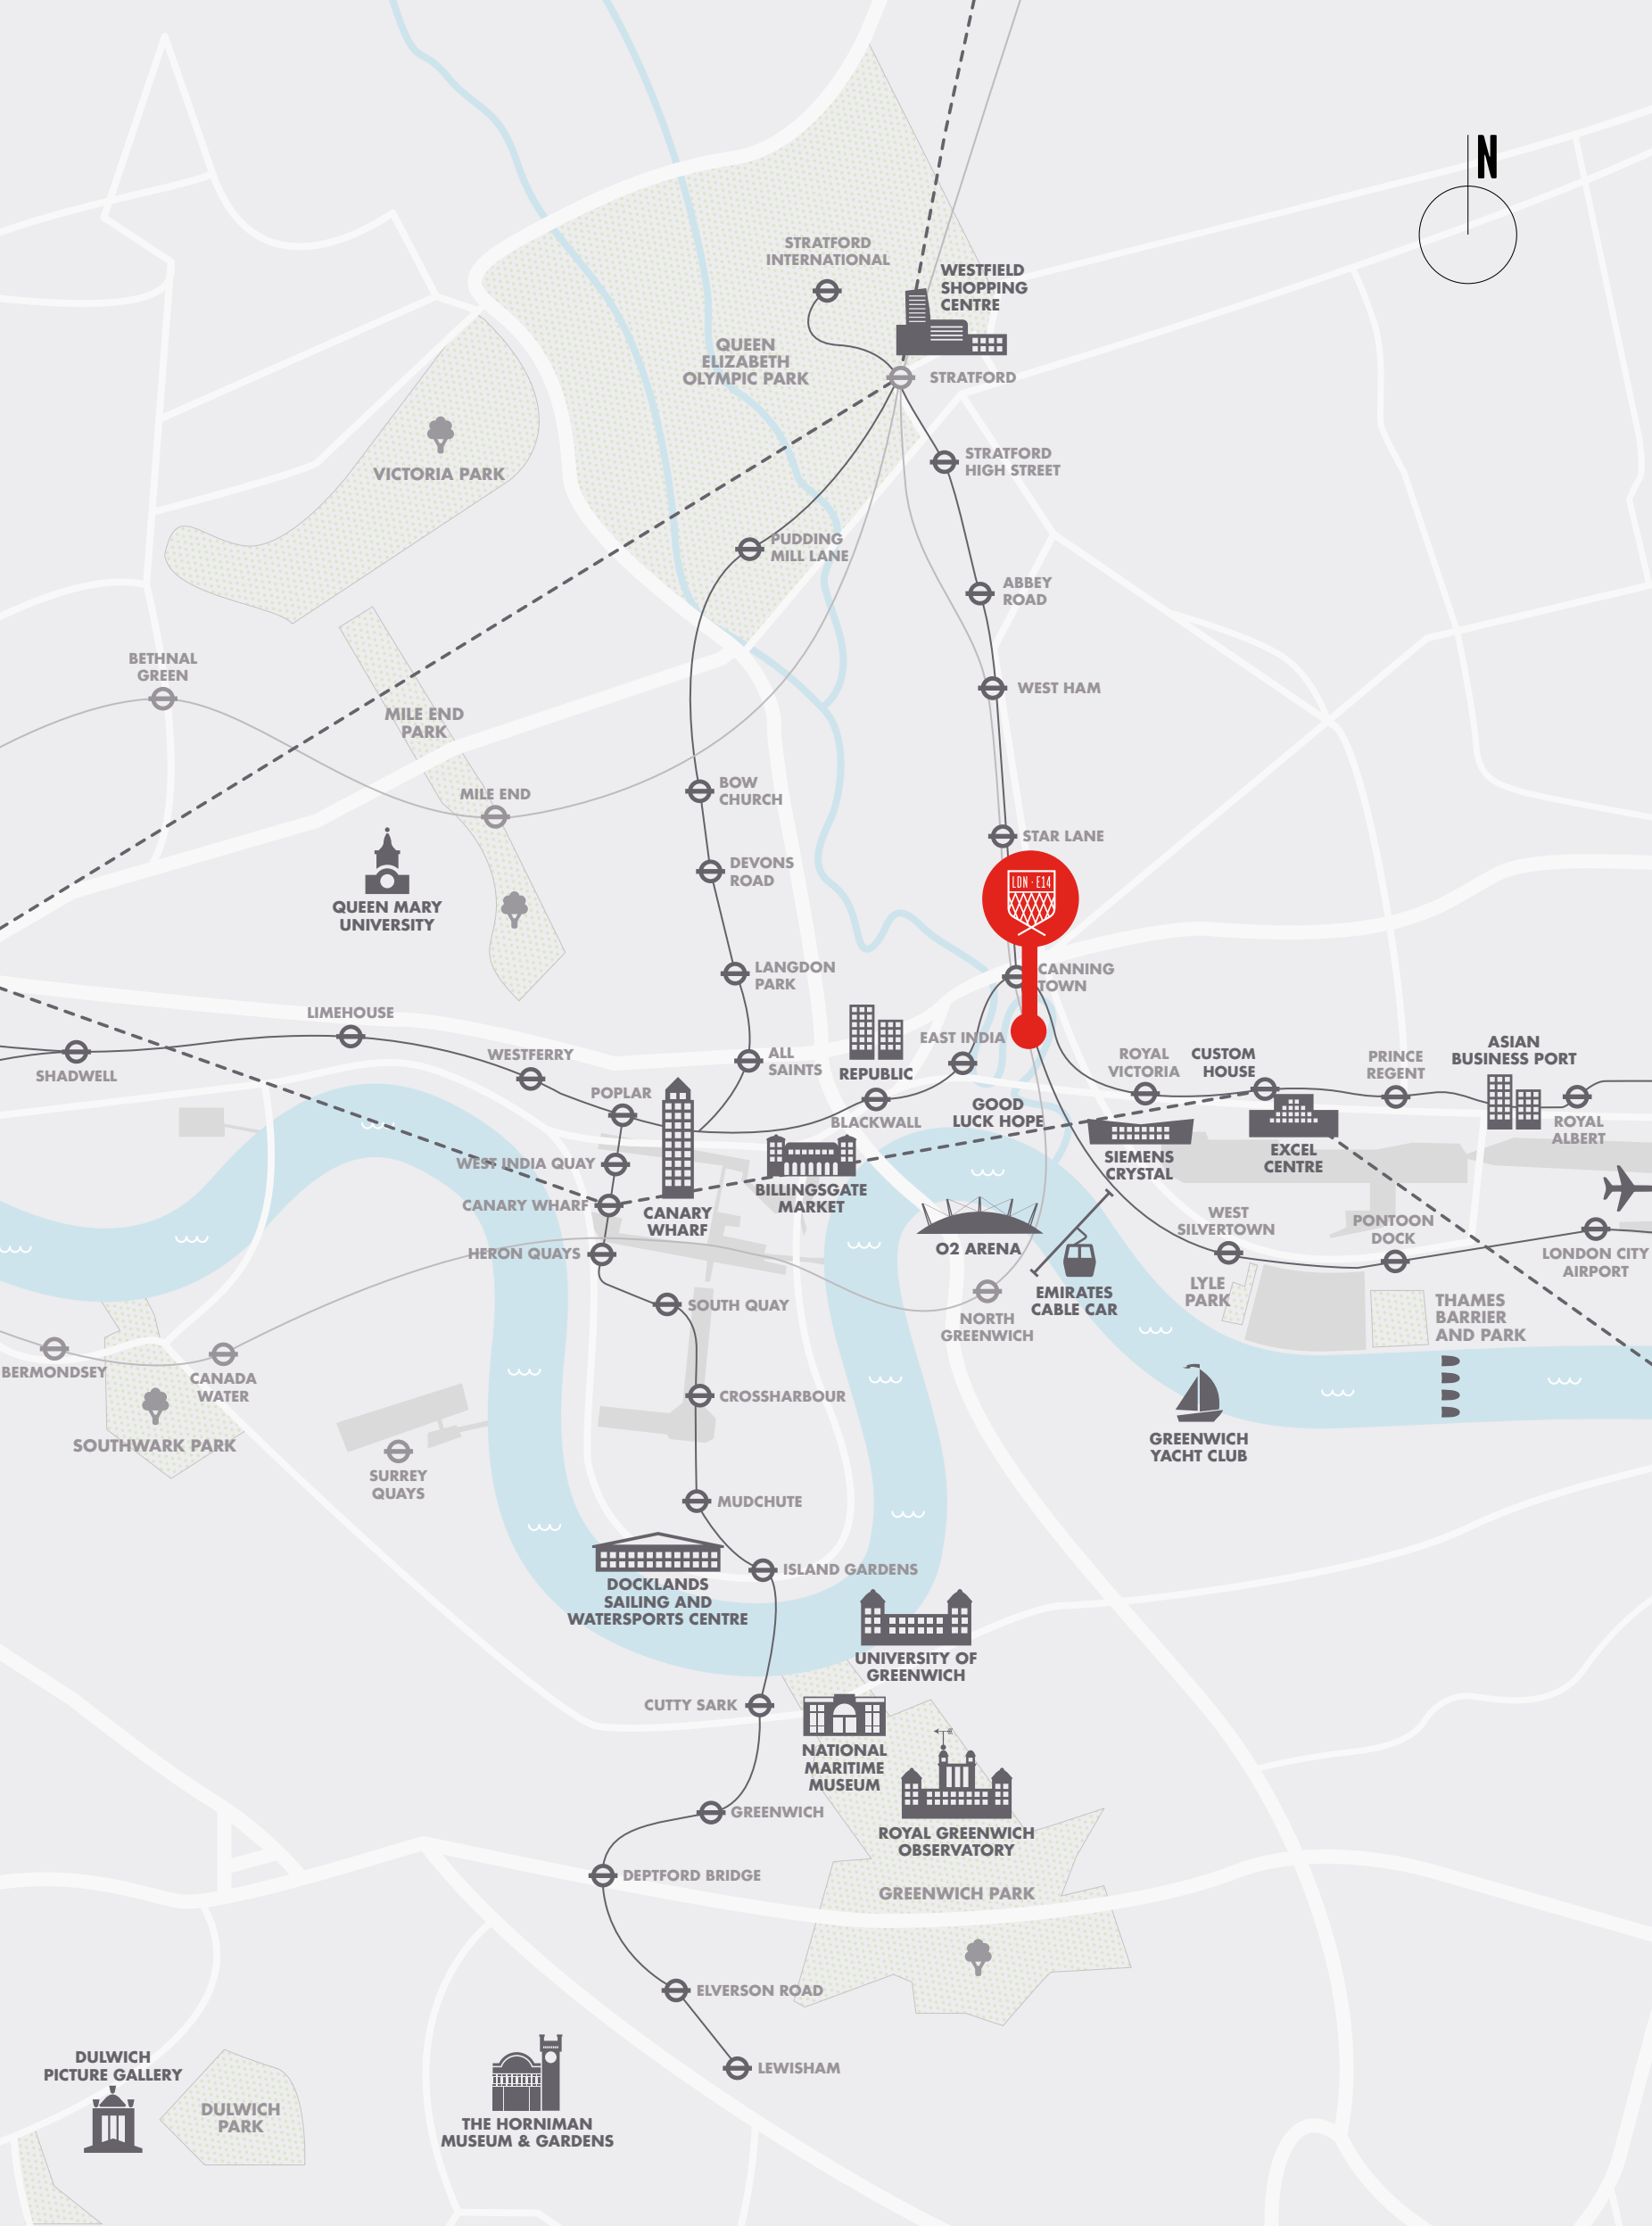 N
STRATFORD
INTERNATIONAL
WESTFIELD
SHOPPING
CENTRE
QUEEN
ELIZABETH
OLYMPIC PARK
STRATFORD
STRATFORD
HIGH STREET
VICTORIA PARK
PUDDING
MILL LANE
ABBEY
ROAD
BETHNAL
GREEN
WEST HAM
MILE END
PARK
BOW
CHURCH
MILE END
STAR LANE
DEVONS
ROAD
LDN · E14
QUEEN MARY
UNIVERSITY
LANGDON
PARK
CANNING
TOWN
LIMEHOUSE
EAST INDIA
ASIAN
BUSINESS PORT
WESTFERRY
ALL
SAINTS
REPUBLIC
ROYAL
VICTORIA
CUSTOM
HOUSE
PRINCE
REGENT
SHADWELL
POPLAR
BLACKWALL
GOOD
LUCK HOPE
ROYAL
ALBERT
WEST INDIA QUAY
SIEMENS
CRYSTAL
EXCEL
CENTRE
BILLINGSGATE
MARKET
CANARY WHARF
CANARY
WHARF
WEST
SILVERTOWN
PONTOON
DOCK
HERON QUAYS
O2 ARENA
LONDON CITY
AIRPORT
LYLE
PARK
EMIRATES
CABLE CAR
SOUTH QUAY
NORTH
GREENWICH
THAMES
BARRIER
AND PARK
BERMONDSEY
CANADA
WATER
CROSSHARBOUR
SOUTHWARK PARK
GREENWICH
YACHT CLUB
SURREY
QUAYS
MUDCHUTE
ISLAND GARDENS
DOCKLANDS
SAILING AND
WATERSPORTS CENTRE
UNIVERSITY OF
GREENWICH
CUTTY SARK
NATIONAL
MARITIME
MUSEUM
GREENWICH
ROYAL GREENWICH
OBSERVATORY
DEPTFORD BRIDGE
GREENWICH PARK
ELVERSON ROAD
DULWICH
PICTURE GALLERY
LEWISHAM
DULWICH
PARK
THE HORNIMAN
MUSEUM & GARDENS